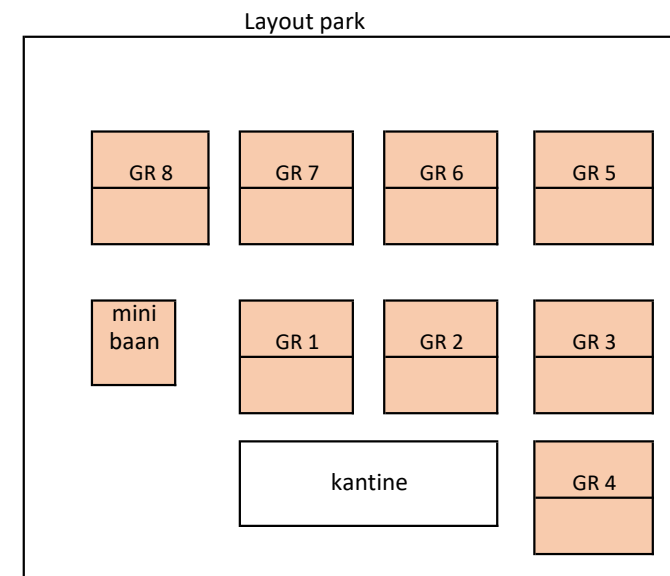 Layout park
GR 8
GR 7
GR 6
GR 5
mini
baan
GR 1
GR 2
GR 3
kantine
GR 4